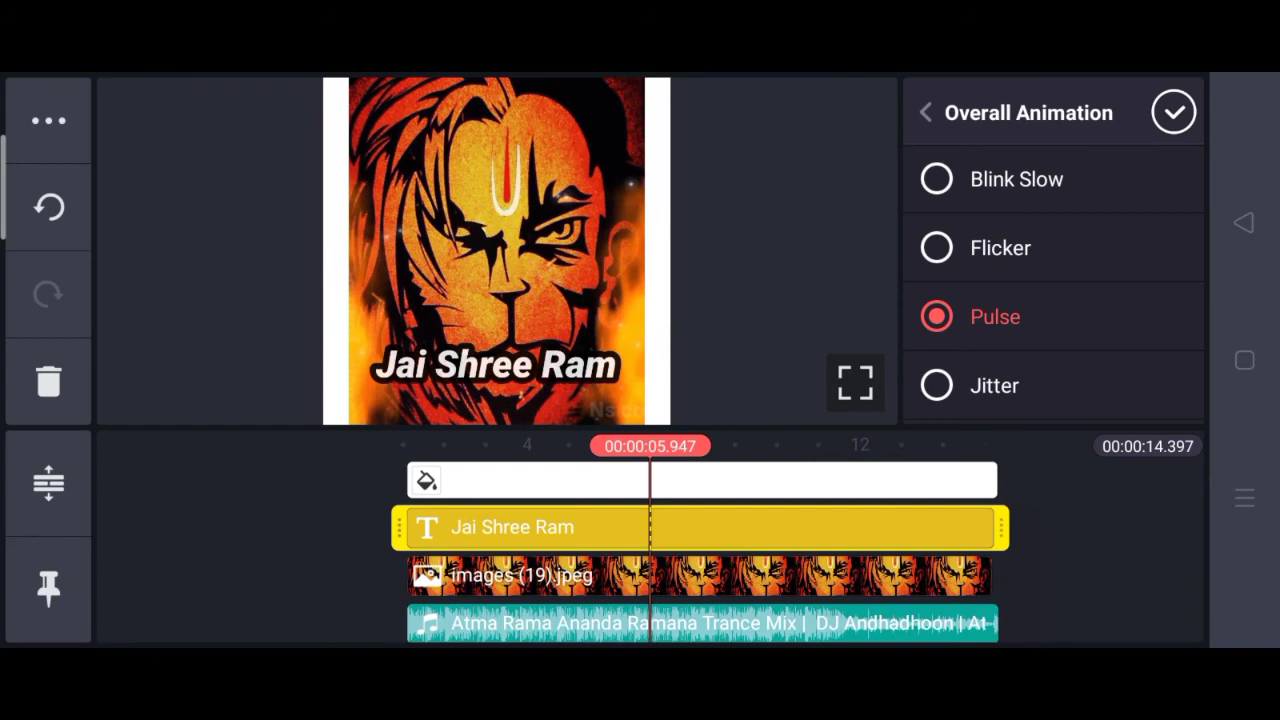 Overall Animation
Blink Slow
Flicker
Pulse
Jitter
Jai Shree Ram
4
00:00:05.947
12
00:00:14.397
T Jai Shree Ram
images (19).jpeg
Atma Rama Ananda Ramana Trance Mix | DJ Andhadhoon | At